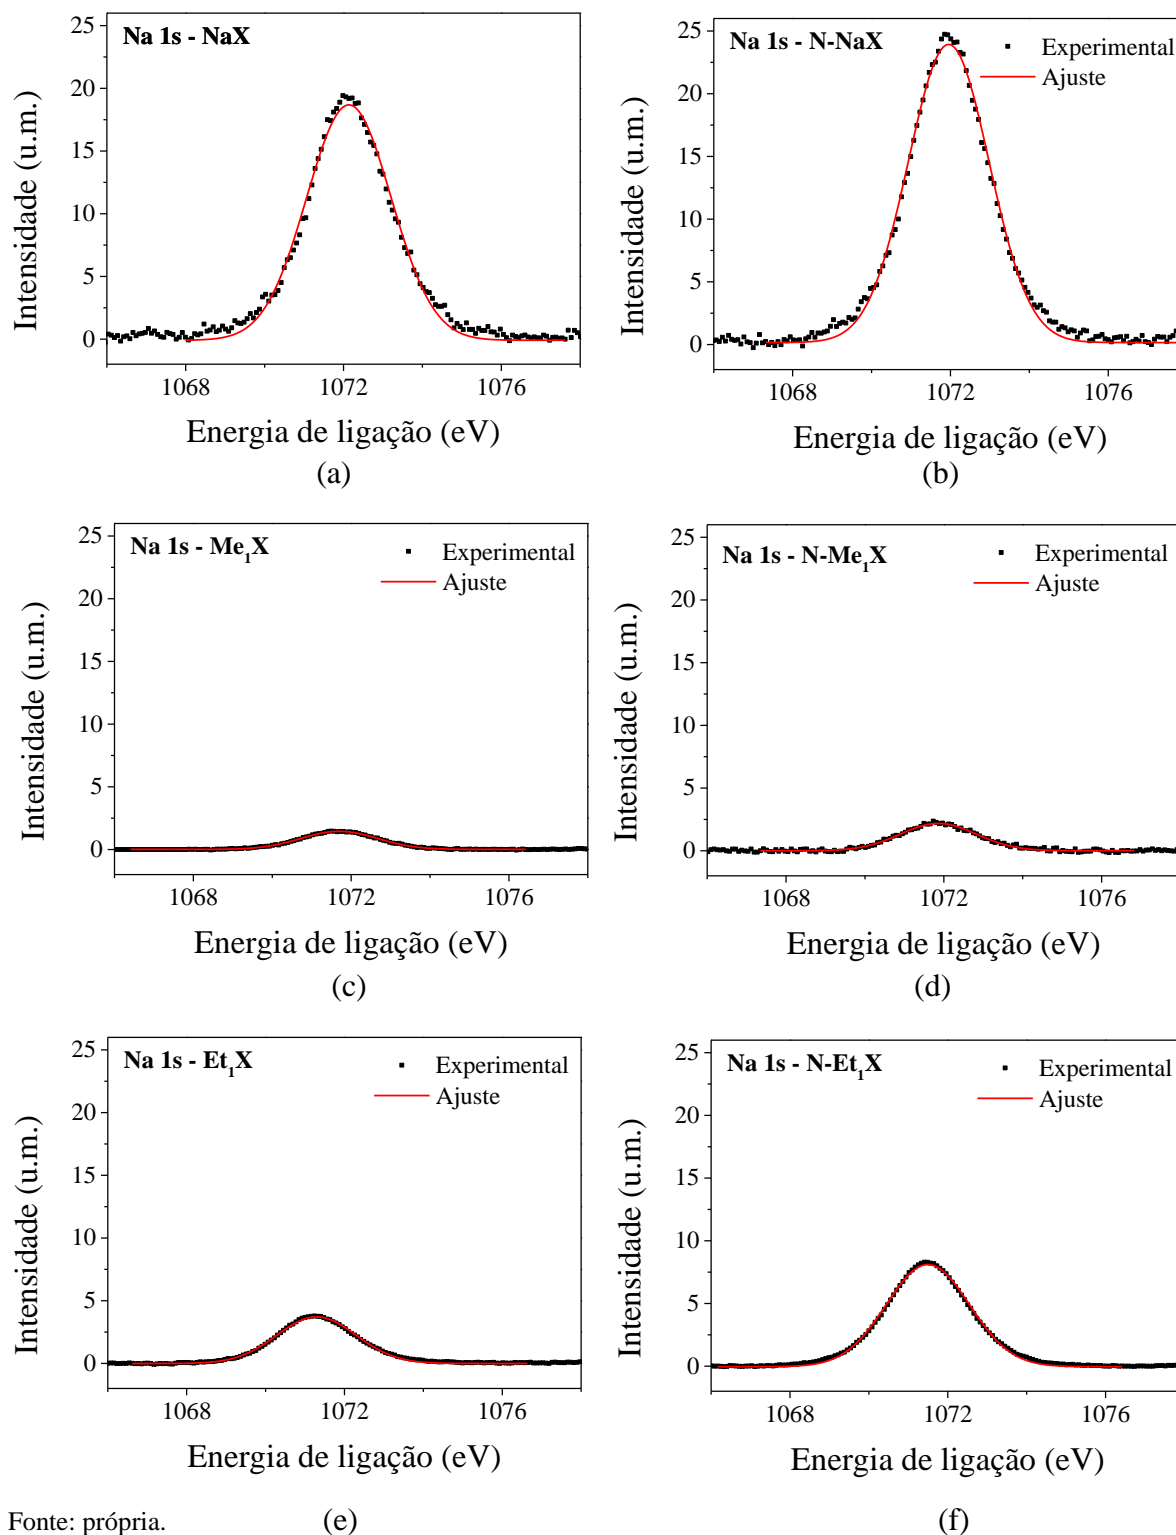 Na 1s - NaX
25
20
15
10
5
0
Intensidade (u.m.)
1068 1072 1076
Energia de ligação (eV)
(a)
Na 1s - N-NaX
Experimental
Ajuste
25
20
15
10
5
0
Intensidade (u.m.)
1068 1072 1076
Energia de ligação (eV)
(b)
Na 1s - Me₁X
Experimental
Ajuste
25
20
15
10
5
0
Intensidade (u.m.)
1068 1072 1076
Energia de ligação (eV)
(c)
Na 1s - N-Me₁X
Experimental
Ajuste
25
20
15
10
5
0
Intensidade (u.m.)
1068 1072 1076
Energia de ligação (eV)
(d)
Na 1s - Et₁X
Experimental
Ajuste
25
20
15
10
5
0
Intensidade (u.m.)
1068 1072 1076
Energia de ligação (eV)
(e)
Na 1s - N-Et₁X
Experimental
Ajuste
25
20
15
10
5
0
Intensidade (u.m.)
1068 1072 1076
Energia de ligação (eV)
(f)
Fonte: própria.